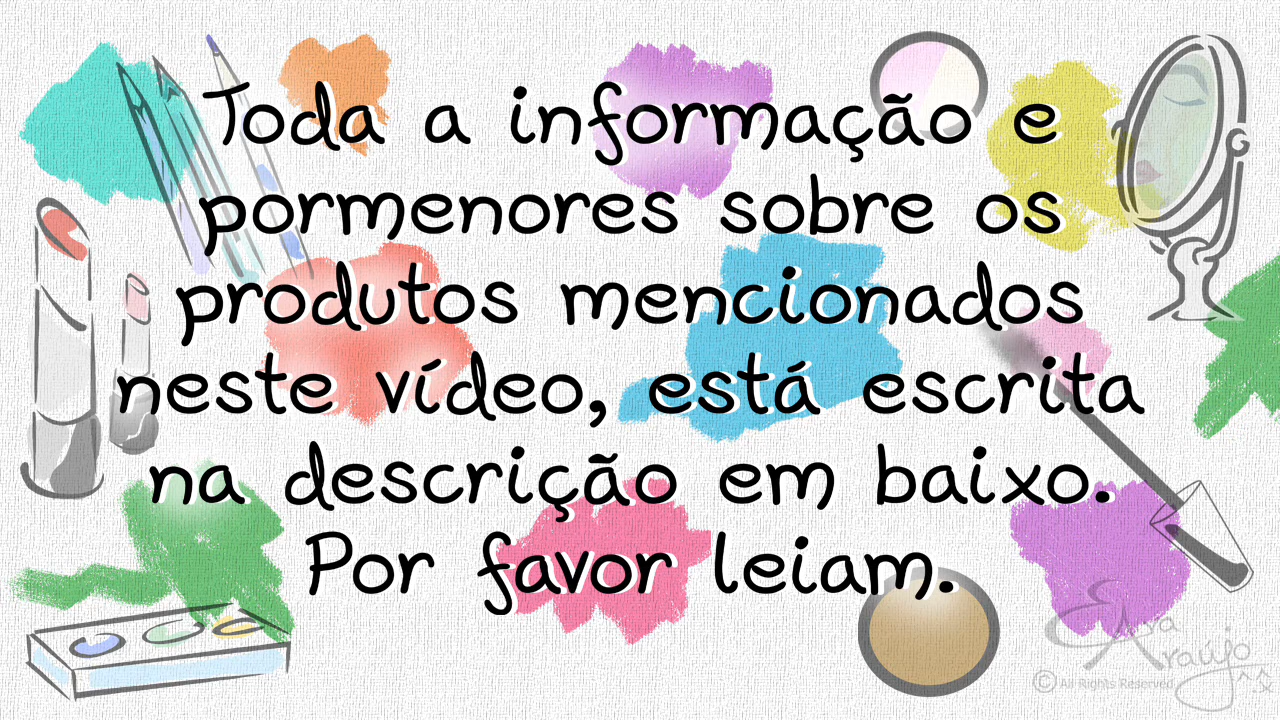 Toda a informação e
pormenores sobre os
produtos mencionados
neste vídeo, está escrita
na descrição em baixo.
Por favor leiam.
Araújo
© All Rights Reserved